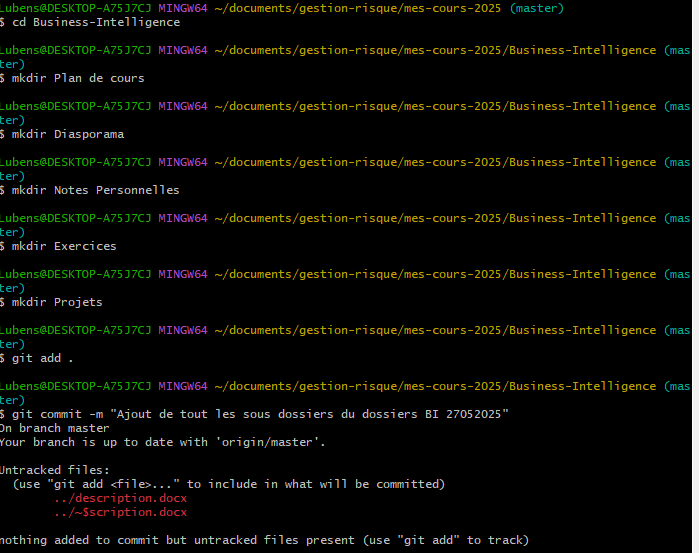 Lubens@DESKTOP-A75J7CJ MINGW64 ~/documents/gestion-risque/mes-cours-2025 (master)
$ cd Business-Intelligence
Lubens@DESKTOP-A75J7CJ MINGW64 ~/documents/gestion-risque/mes-cours-2025/Business-Intelligence (mas
ter)
$ mkdir Plan de cours
Lubens@DESKTOP-A75J7CJ MINGW64 ~/documents/gestion-risque/mes-cours-2025/Business-Intelligence (mas
ter)
$ mkdir Diasporama
Lubens@DESKTOP-A75J7CJ MINGW64 ~/documents/gestion-risque/mes-cours-2025/Business-Intelligence (mas
ter)
$ mkdir Notes Personnelles
Lubens@DESKTOP-A75J7CJ MINGW64 ~/documents/gestion-risque/mes-cours-2025/Business-Intelligence (mas
ter)
$ mkdir Exercices
Lubens@DESKTOP-A75J7CJ MINGW64 ~/documents/gestion-risque/mes-cours-2025/Business-Intelligence (mas
ter)
$ mkdir Projets
Lubens@DESKTOP-A75J7CJ MINGW64 ~/documents/gestion-risque/mes-cours-2025/Business-Intelligence (mas
ter)
$ git add .
Lubens@DESKTOP-A75J7CJ MINGW64 ~/documents/gestion-risque/mes-cours-2025/Business-Intelligence (mas
ter)
$ git commit -m "Ajout de tout les sous dossiers du dossiers BI 27052025"
On branch master
Your branch is up to date with 'origin/master'.
Untracked files:
(use "git add <file>..." to include in what will be committed)
../description.docx
../~$scription.docx
nothing added to commit but untracked files present (use "git add" to track)